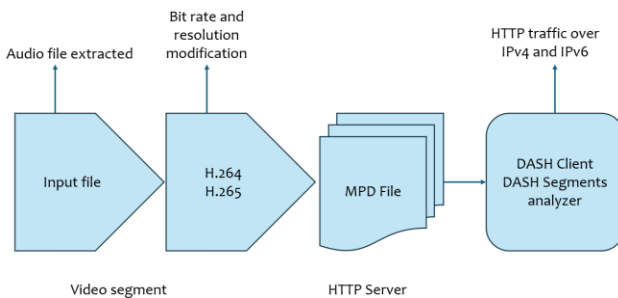 Audio file extracted
Bit rate and
resolution
modification
HTTP traffic over
IPv4 and IPv6
Input file
H.264
H.265
MPD File
DASH Client
DASH Segments
analyzer
Video segment
HTTP Server